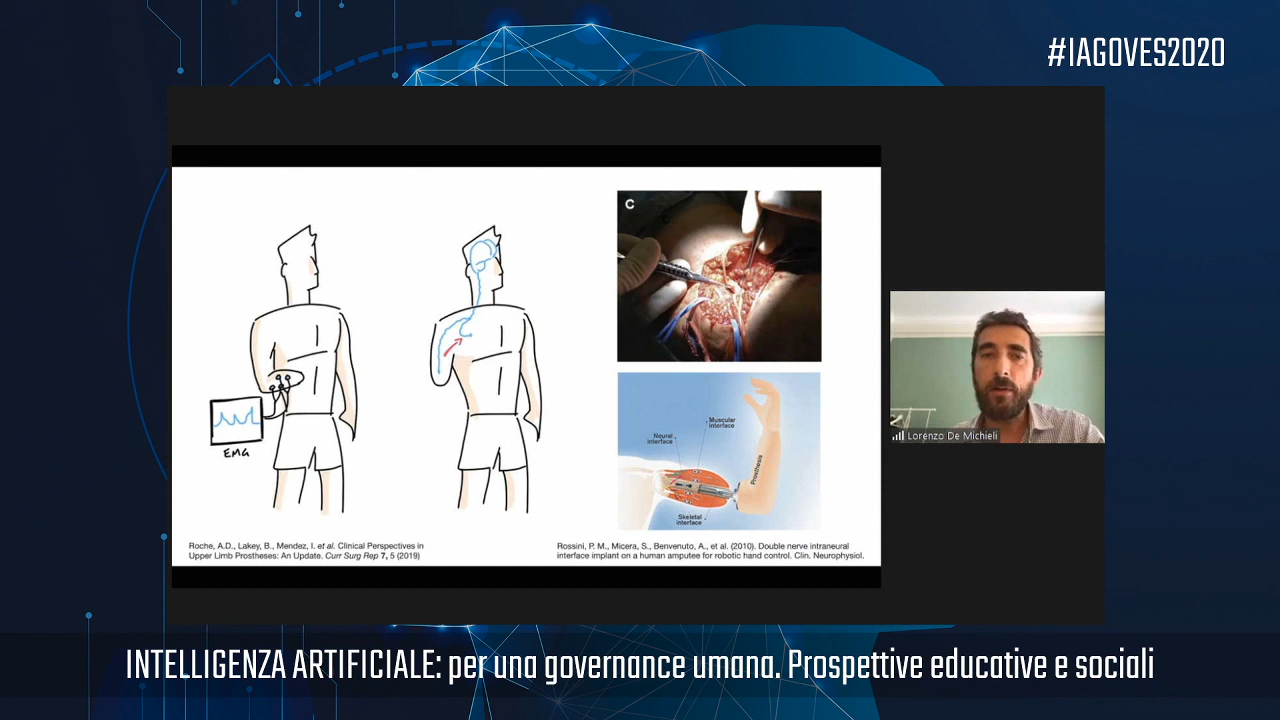 #IAGOVES2020
C
EMG
Muscular
interface
Neural
interface
Prosthesis
Skeletal
interface
Roche, A.D., Lakey, B., Mendez, I. et al. Clinical Perspectives in
Upper Limb Prostheses: An Update. Curr Surg Rep 7, 5 (2019)
Rossini, P. M., Micera, S., Benvenuto, A., et al. (2010). Double nerve intraneural
interface implant on a human amputee for robotic hand control. Clin. Neurophysiol.
Lorenzo De Michieli
INTELLIGENZA ARTIFICIALE: per una governance umana. Prospettive educative e sociali